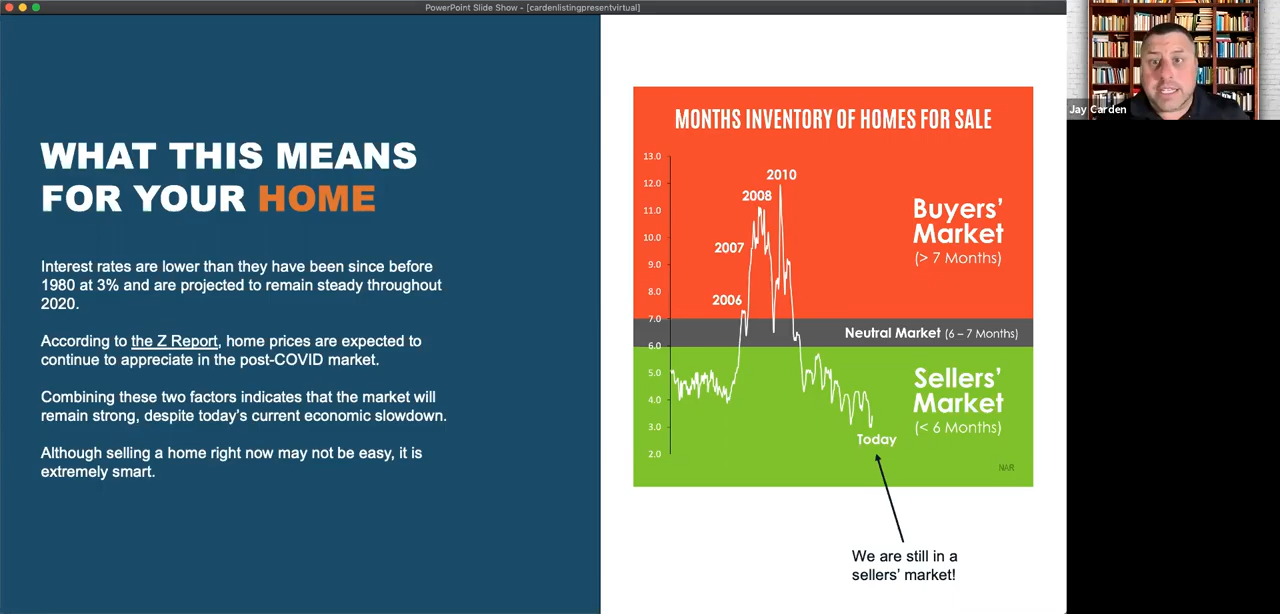 PowerPoint Slide Show - [cardenlistingpresentvirtual]
WHAT THIS MEANS
FOR YOUR HOME
Interest rates are lower than they have been since before
1980 at 3% and are projected to remain steady throughout
2020.
According to the Z Report, home prices are expected to
continue to appreciate in the post-COVID market.
Combining these two factors indicates that the market will
remain strong, despite today's current economic slowdown.
Although selling a home right now may not be easy, it is
extremely smart.
MONTHS INVENTORY OF HOMES FOR SALE
13.0
12.0
11.0
10.0
9.0
8.0
7.0
6.0
5.0
4.0
3.0
2.0
2006
2007
2008
2010
Today
Buyers'
Market
(> 7 Months)
Neutral Market (6 – 7 Months)
Sellers'
Market
(< 6 Months)
NAR
We are still in a
sellers' market!
Jay Carden